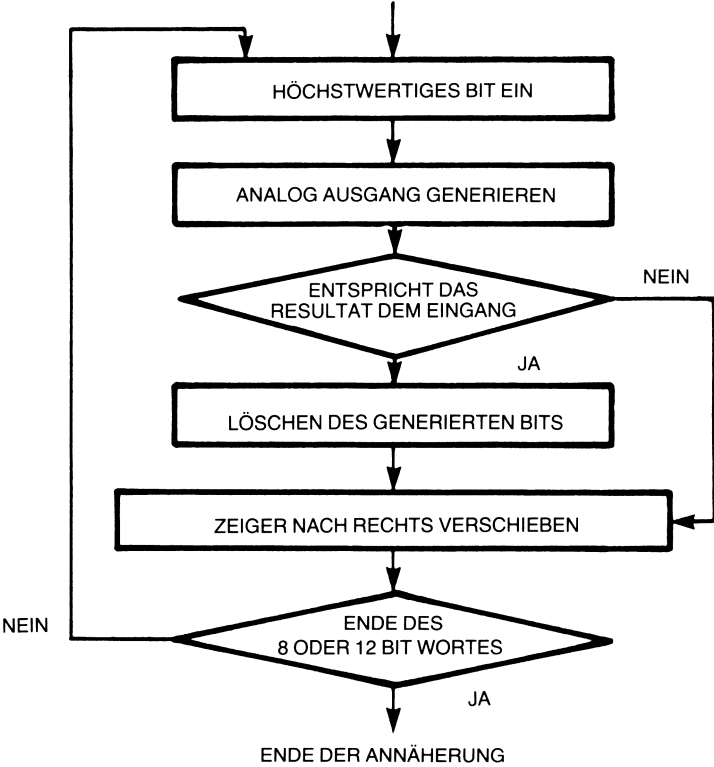 HÖCHSTWERTIGES BIT EIN
ANALOG AUSGANG GENERIEREN
ENTSPRICHT DAS
RESULTAT DEM EINGANG
NEIN
JA
LÖSCHEN DES GENERIERTEN BITS
ZEIGER NACH RECHTS VERSCHIEBEN
ENDE DES
8 ODER 12 BIT WORTES
NEIN
JA
ENDE DER ANNÄHERUNG